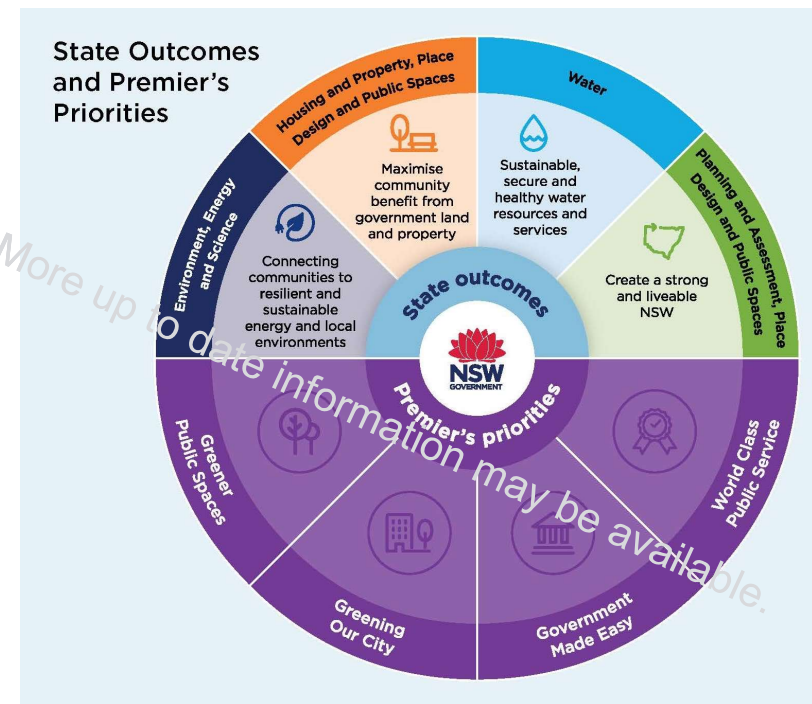 State Outcomes
and Premier's
Priorities
Environment, Energy
and Science
Connecting
communities to
resilient and
sustainable
energy and local
environments
Housing and Property, Place
Design and Public Spaces
Maximise
community
benefit from
government land
and property
Water
Sustainable,
secure and
healthy water
resources and
services
Planning and Assessment, Place
Design and Public Spaces
Create a strong
and liveable
NSW
State outcomes
NSW
GOVERNMENT
Premier's priorities
Greener
Public Spaces
Greening
Our City
Government
Made Easy
World Class
Public Service
More up to date information may be available.